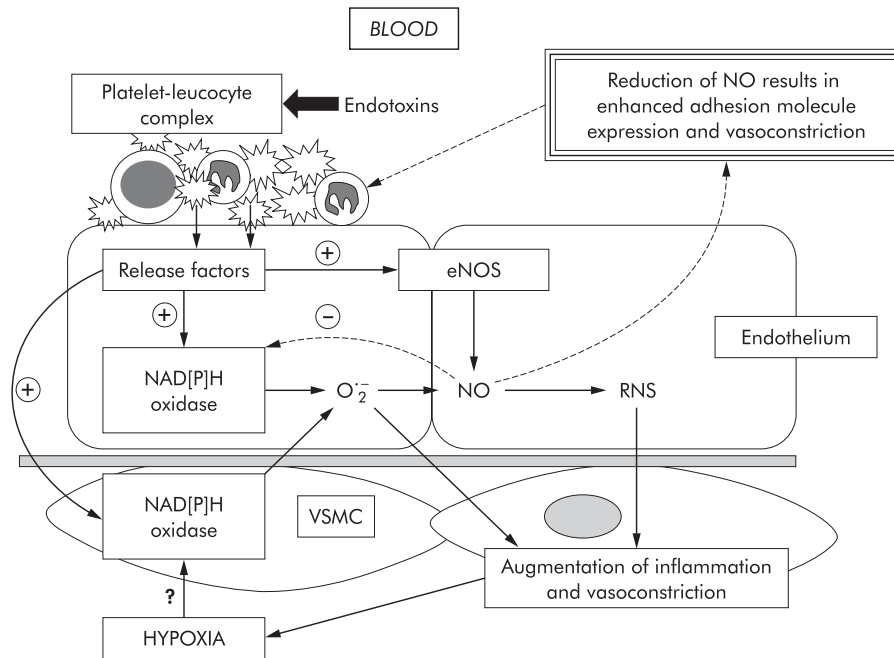 BLOOD
Platelet-leucocyte
complex
Endotoxins
Reduction of NO results in
enhanced adhesion molecule
expression and vasoconstriction
Release factors
+
eNOS
+
−
Endothelium
NAD[P]H
oxidase
+
O2·−
NO
RNS
NAD[P]H
oxidase
VSMC
Augmentation of inflammation
and vasoconstriction
?
HYPOXIA